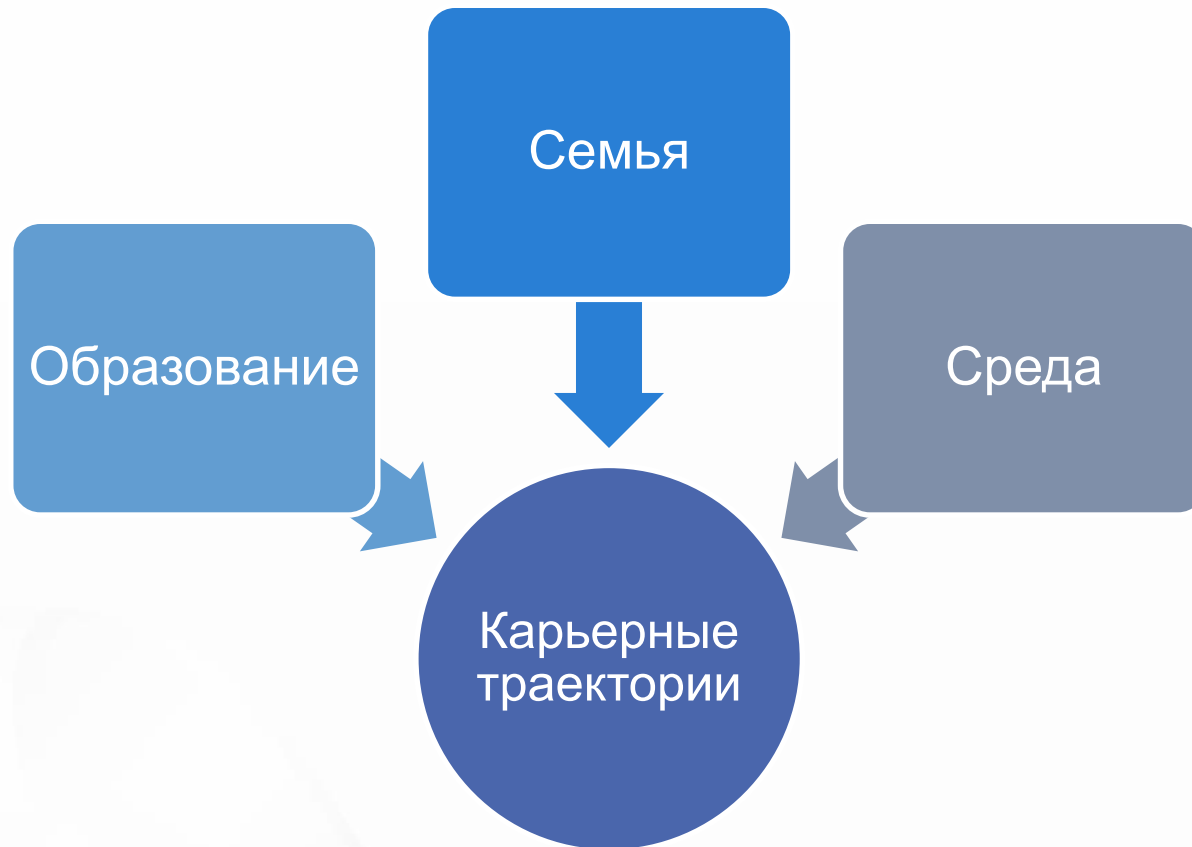 Семья
Образование
Среда
Карьерные
траектории